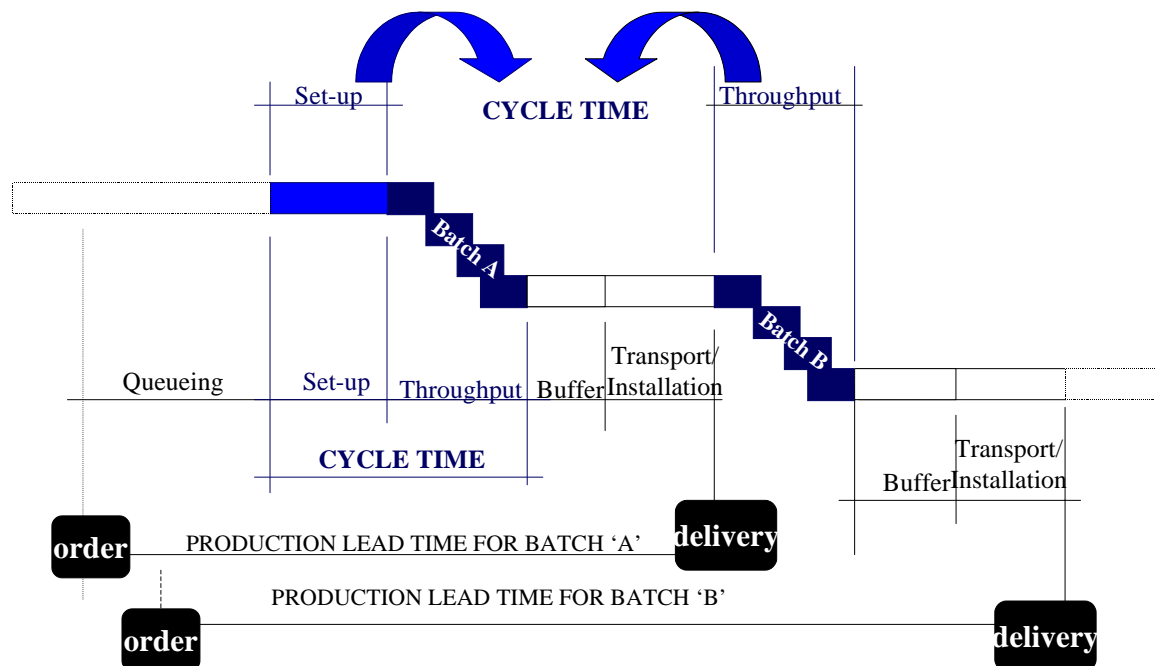 Set-up
CYCLE TIME
Throughput
Batch A
Batch B
Queueing
Set-up
Throughput
Buffer
Transport/
Installation
CYCLE TIME
Transport/
Buffer Installation
order
PRODUCTION LEAD TIME FOR BATCH ‘A’
delivery
PRODUCTION LEAD TIME FOR BATCH ‘B’
order
delivery